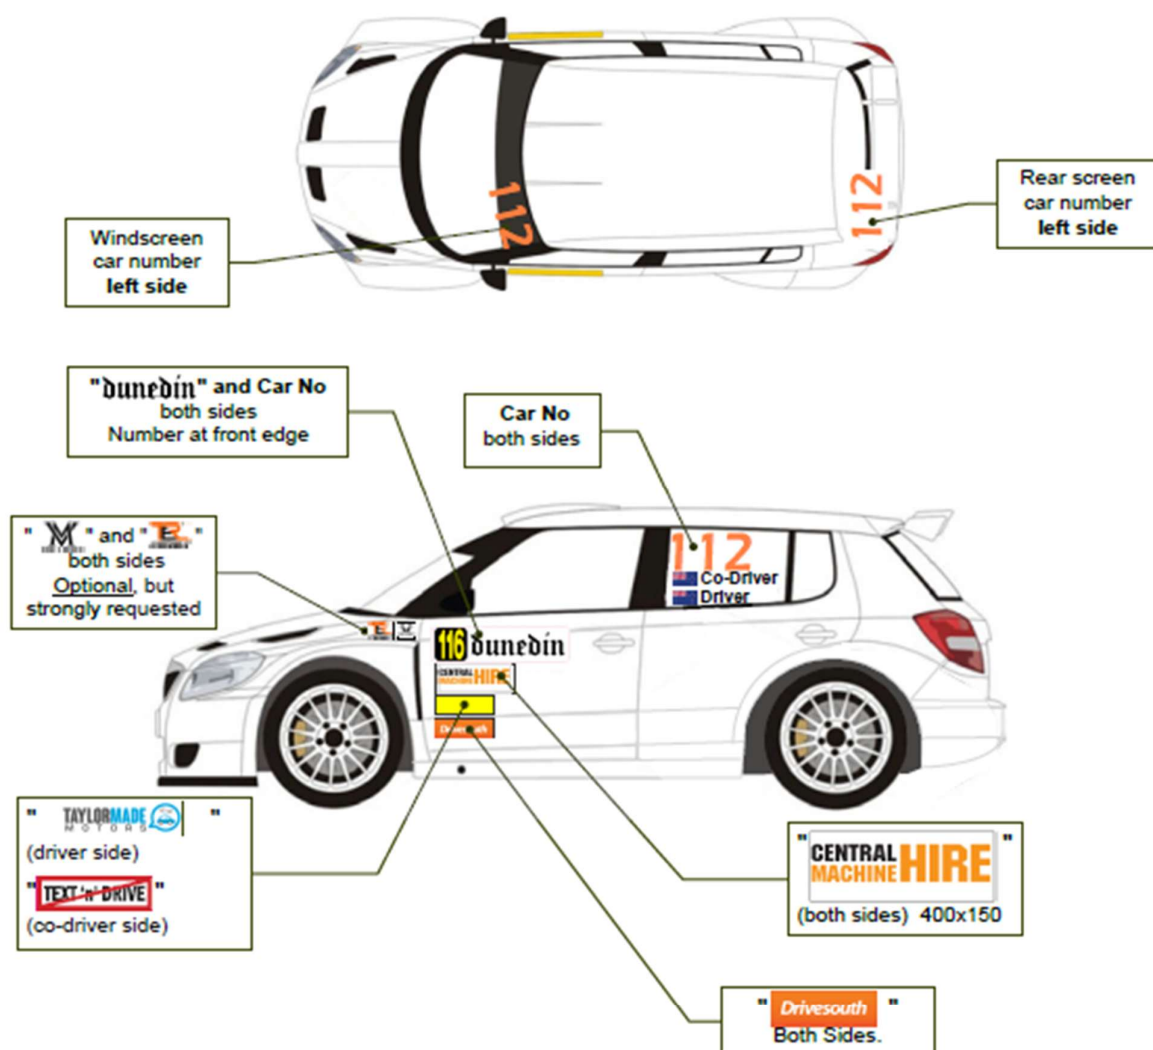 112
112
Rear screen
car number
left side
Windscreen
car number
left side
"dunedin" and Car No
both sides
Number at front edge
Car No
both sides
" " and " "
both sides
Optional, but
strongly requested
112
Co-Driver
Driver
116 dunedin
CENTRAL
MACHINE HIRE
Drivesouth
" TAYLORMADE "
MOTORS
(driver side)
"TEXT 'n' DRIVE"
(co-driver side)
"CENTRAL
MACHINE HIRE"
(both sides) 400x150
" Drivesouth "
Both Sides.